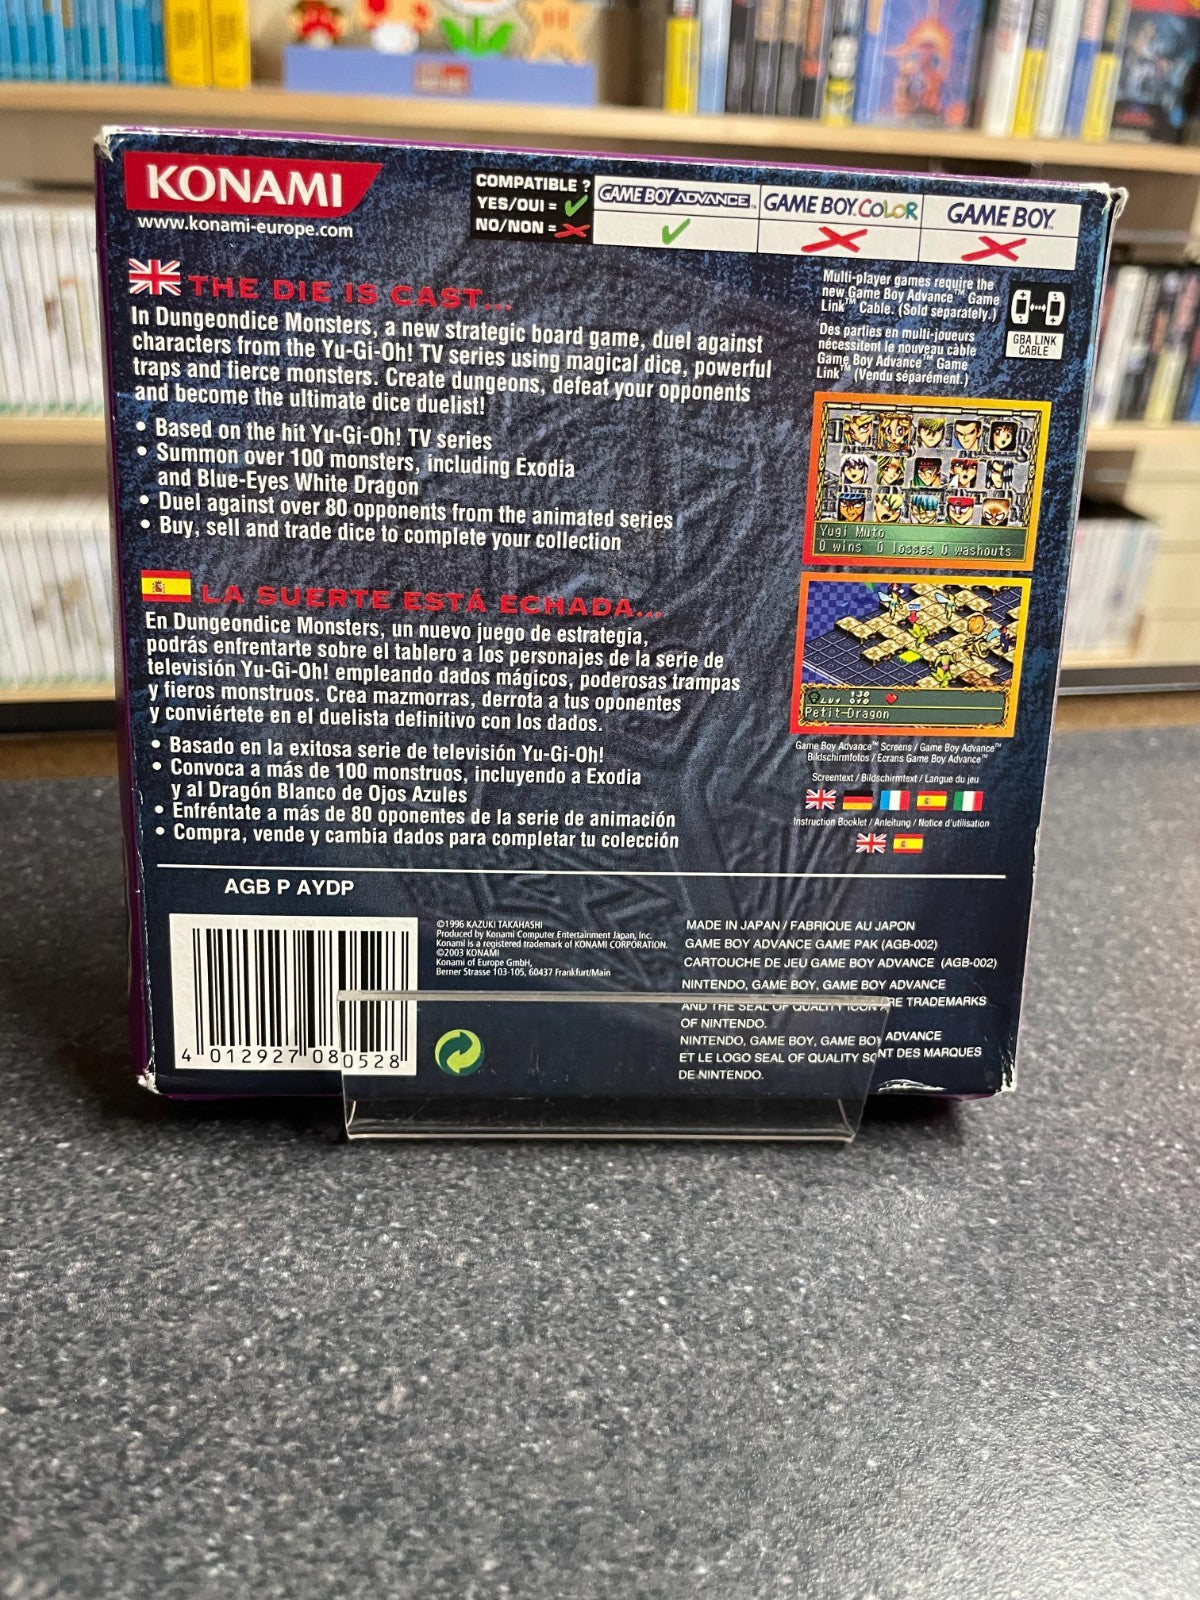 KONAMI
www.konami-europe.com
COMPATIBLE ?
YES/OUI =
NO/NON =
GAME BOY ADVANCE™
GAME BOY COLOR
GAME BOY™
THE DIE IS CAST...
In Dungeondice Monsters, a new strategic board game, duel against
characters from the Yu-Gi-Oh! TV series using magical dice, powerful
traps and fierce monsters. Create dungeons, defeat your opponents
and become the ultimate dice duelist!
• Based on the hit Yu-Gi-Oh! TV series
• Summon over 100 monsters, including Exodia
and Blue-Eyes White Dragon
• Duel against over 80 opponents from the animated series
• Buy, sell and trade dice to complete your collection
Multi-player games require the
new Game Boy Advance™ Game
Link™ Cable. (Sold separately.)
Des parties en multi-joueurs
nécessitent le nouveau câble
Game Boy Advance™ Game
Link™ (Vendu séparément.)
GBA LINK
CABLE
Yugi Muto
0 wins 0 losses 0 washouts
LA SUERTE ESTÁ ECHADA...
En Dungeondice Monsters, un nuevo juego de estrategia,
podrás enfrentarte sobre el tablero a los personajes de la serie de
televisión Yu-Gi-Oh! empleando dados mágicos, poderosas trampas
y fieros monstruos. Crea mazmorras, derrota a tus oponentes
y conviértete en el duelista definitivo con los dados.
• Basado en la exitosa serie de televisión Yu-Gi-Oh!
• Convoca a más de 100 monstruos, incluyendo a Exodia
y al Dragón Blanco de Ojos Azules
• Enfréntate a más de 80 oponentes de la serie de animación
• Compra, vende y cambia dados para completar tu colección
Petit-Dragon
Game Boy Advance™ Screens / Game Boy Advance™
Bildschirmfotos / Ecrans Game Boy Advance™
Screentext / Bildschirmtext / Langue du jeu
Instruction Booklet / Anleitung / Notice d'utilisation
AGB P AYDP
4 012927 080528
©1996 KAZUKI TAKAHASHI
Produced by Konami Computer Entertainment Japan, Inc.
Konami is a registered trademark of KONAMI CORPORATION.
©2003 KONAMI
Konami of Europe GmbH,
Berner Strasse 103-105, 60437 Frankfurt/Main
MADE IN JAPAN / FABRIQUE AU JAPON
GAME BOY ADVANCE GAME PAK (AGB-002)
CARTOUCHE DE JEU GAME BOY ADVANCE (AGB-002)
NINTENDO, GAME BOY, GAME BOY ADVANCE
AND THE SEAL OF QUALITY ICON ARE TRADEMARKS
OF NINTENDO.
NINTENDO, GAME BOY, GAME BOY ADVANCE
ET LE LOGO SEAL OF QUALITY SONT DES MARQUES
DE NINTENDO.